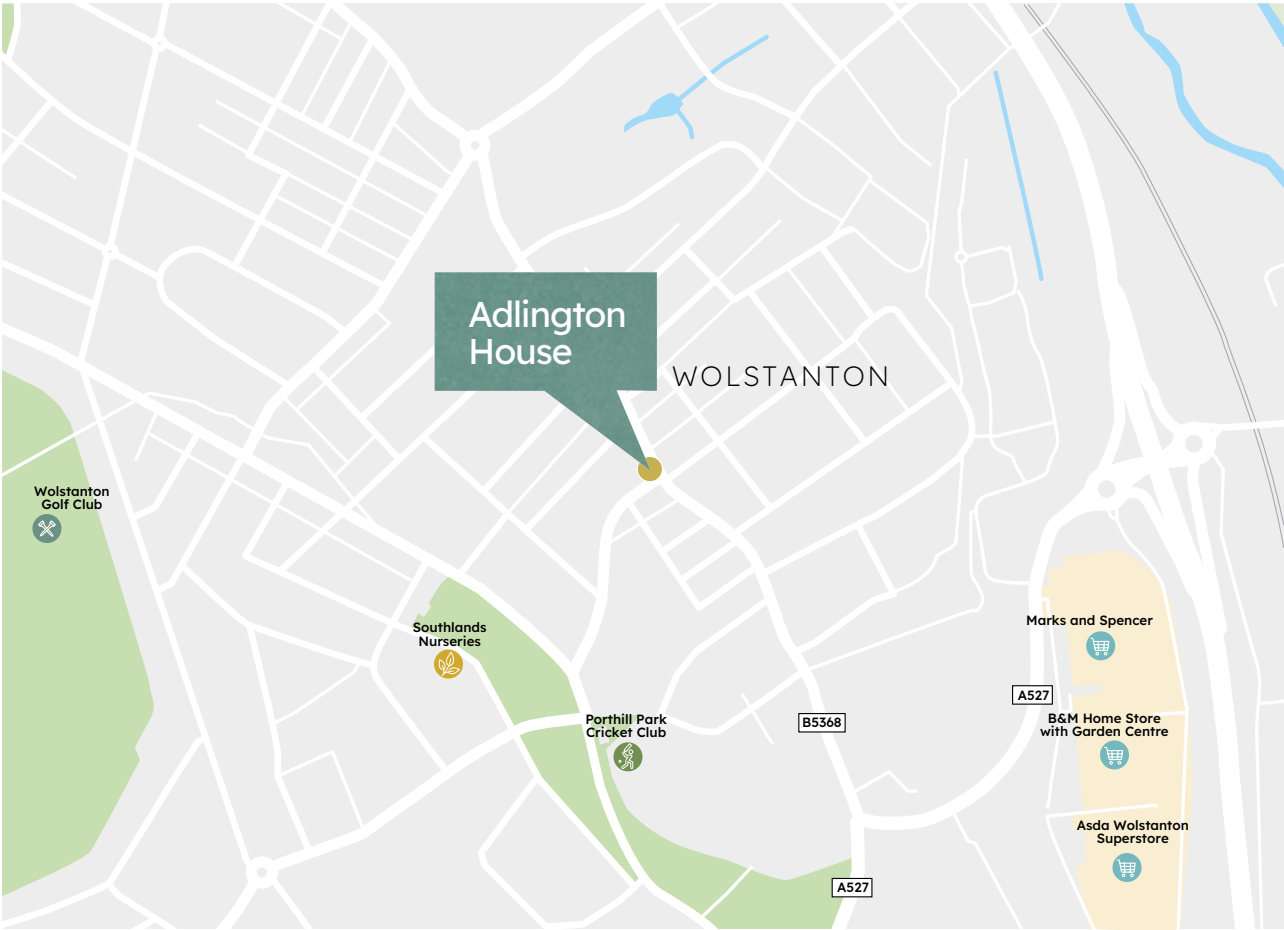 Adlington
House
WOLSTANTON
Wolstanton
Golf Club
Southlands
Nurseries
Marks and Spencer
A527
Porthill Park
Cricket Club
B5368
B&M Home Store
with Garden Centre
Asda Wolstanton
Superstore
A527